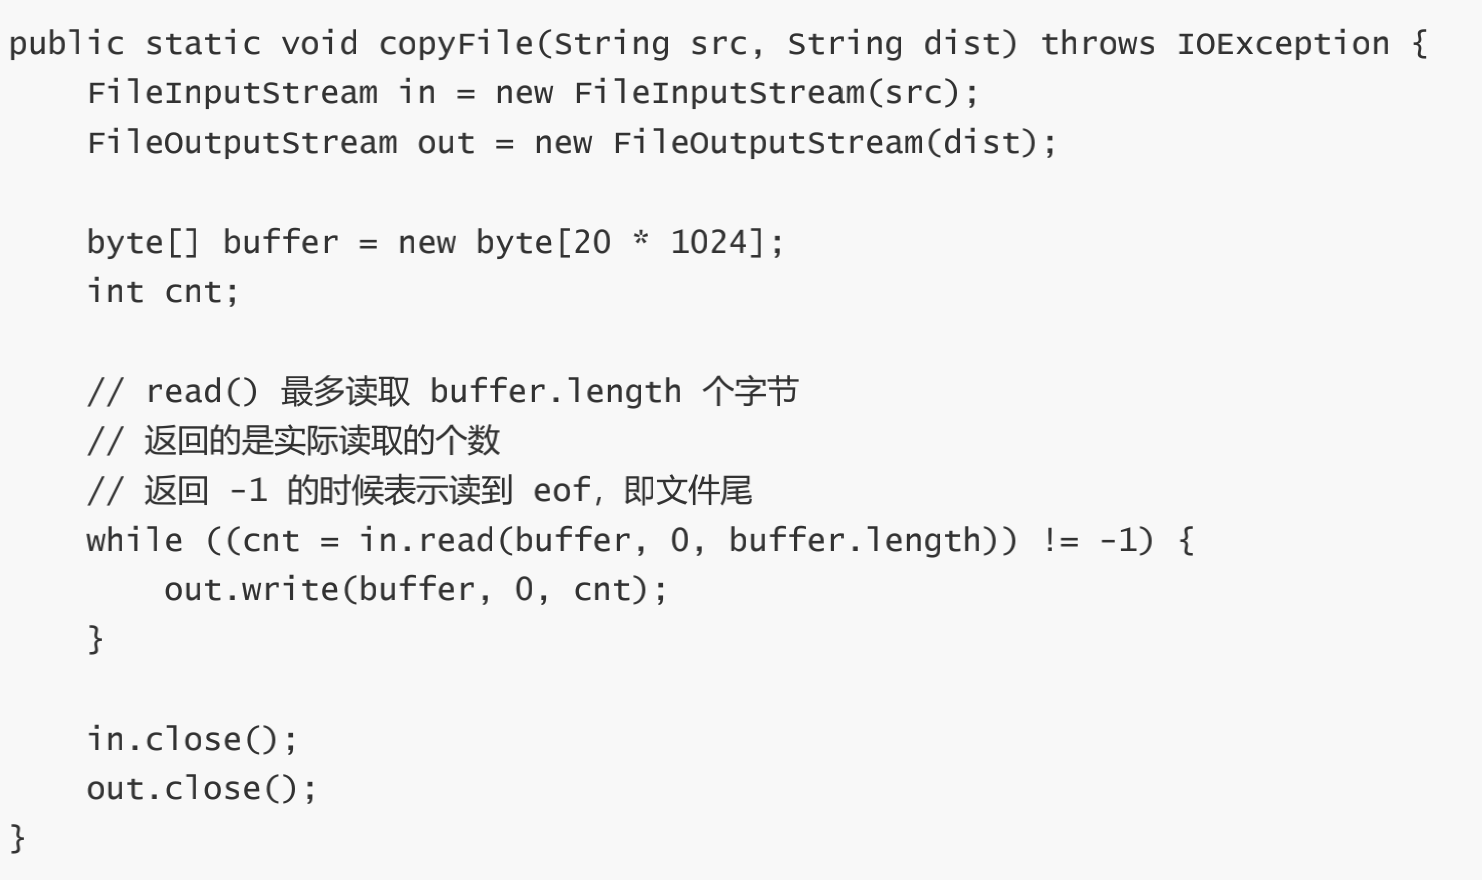 public static void copyFile(String src, String dist) throws IOException {
    FileInputStream in = new FileInputStream(src);
    FileOutputStream out = new FileOutputStream(dist);

    byte[] buffer = new byte[20 * 1024];
    int cnt;

    // read() 最多读取 buffer.length 个字节
    // 返回的是实际读取的个数
    // 返回 -1 的时候表示读到 eof，即文件尾
    while ((cnt = in.read(buffer, 0, buffer.length)) != -1) {
        out.write(buffer, 0, cnt);
    }

    in.close();
    out.close();
}